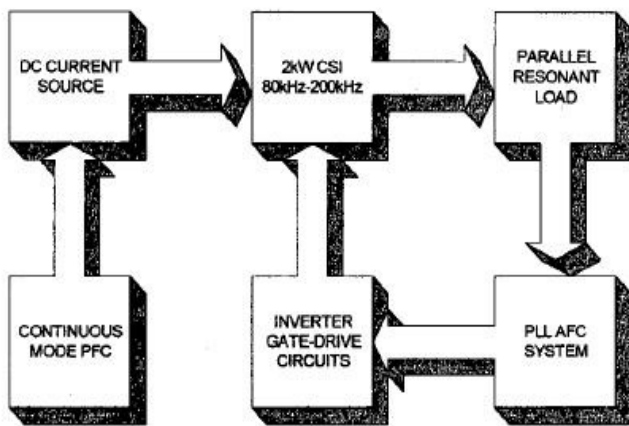 DC CURRENT
SOURCE
2kW CSI
80kHz-200kHz
PARALLEL
RESONANT
LOAD
CONTINUOUS
MODE PFC
INVERTER
GATE-DRIVE
CIRCUITS
PLL AFC
SYSTEM